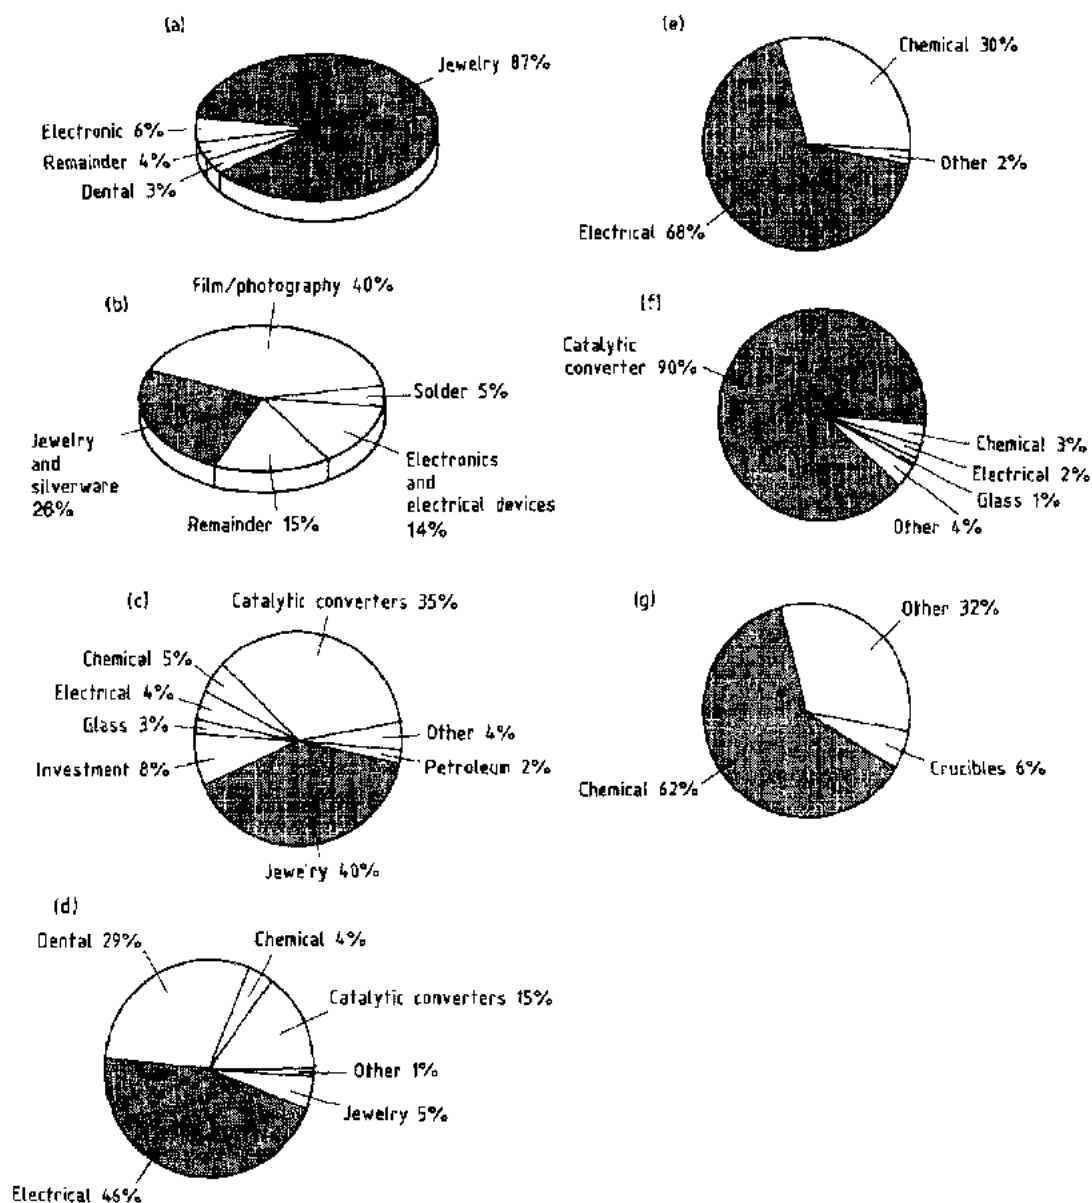 (a)
Jewelry 87%
Electronic 6%
Remainder 4%
Dental 3%
(b)
Film/photography 40%
Solder 5%
Electronics
and
electrical devices
14%
Remainder 15%
Jewelry
and
silverware
26%
(c)
Catalytic converters 35%
Chemical 5%
Electrical 4%
Glass 3%
Investment 8%
Other 4%
Petroleum 2%
Jewelry 40%
(d)
Dental 29%
Chemical 4%
Catalytic converters 15%
Other 1%
Jewelry 5%
Electrical 46%
(e)
Chemical 30%
Other 2%
Electrical 68%
(f)
Catalytic
converter 90%
Chemical 3%
Electrical 2%
Glass 1%
Other 4%
(g)
Other 32%
Crucibles 6%
Chemical 62%